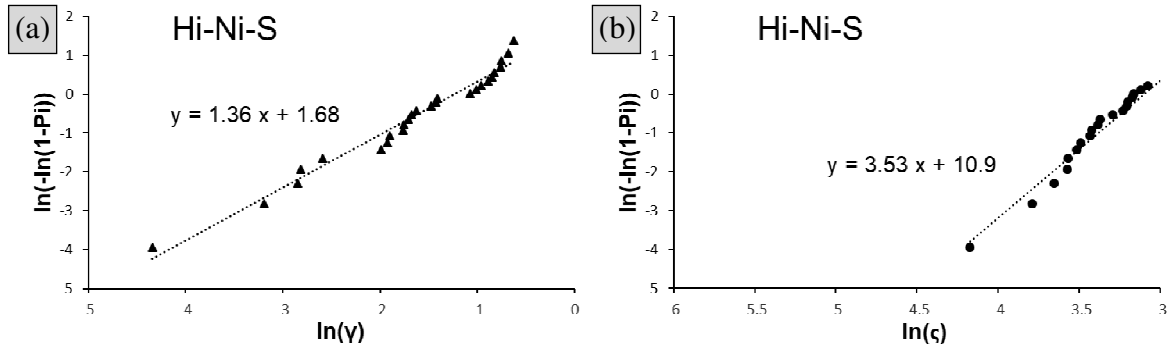 (a)
Hi-Ni-S
y = 1.36 x + 1.68
ln(-ln(1-Pi))
2
1
0
-1
-2
-3
-4
5
5 4 3 2 1 0
ln(γ)
(b)
Hi-Ni-S
y = 3.53 x + 10.9
ln(-ln(1-Pi))
2
1
0
-1
-2
-3
-4
5
6 5 5 4 4 3.5 3
ln(ς)